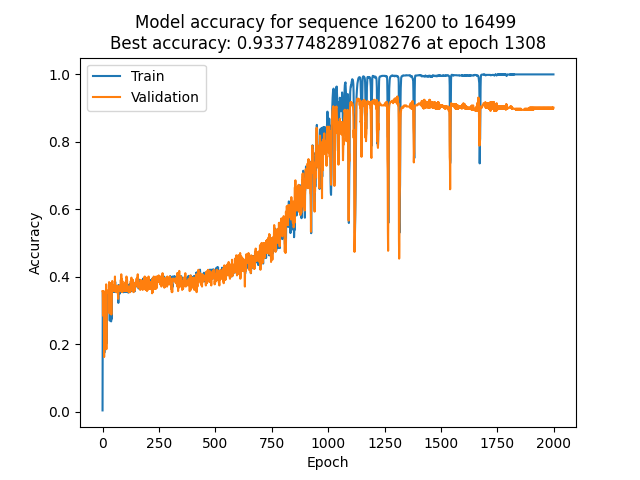 Model accuracy for sequence 16200 to 16499
Best accuracy: 0.9337748289108276 at epoch 1308
Train
Validation
Accuracy
1.0
0.8
0.6
0.4
0.2
0.0
0
250
500
750
1000
1250
1500
1750
2000
Epoch